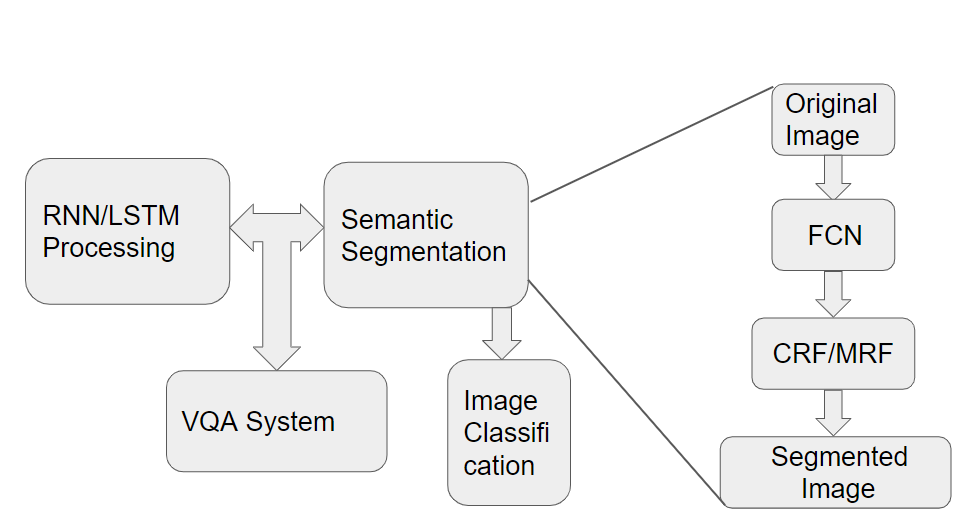 RNN/LSTM
Processing
Semantic
Segmentation
VQA System
Image
Classifi
cation
Original
Image
FCN
CRF/MRF
Segmented
Image